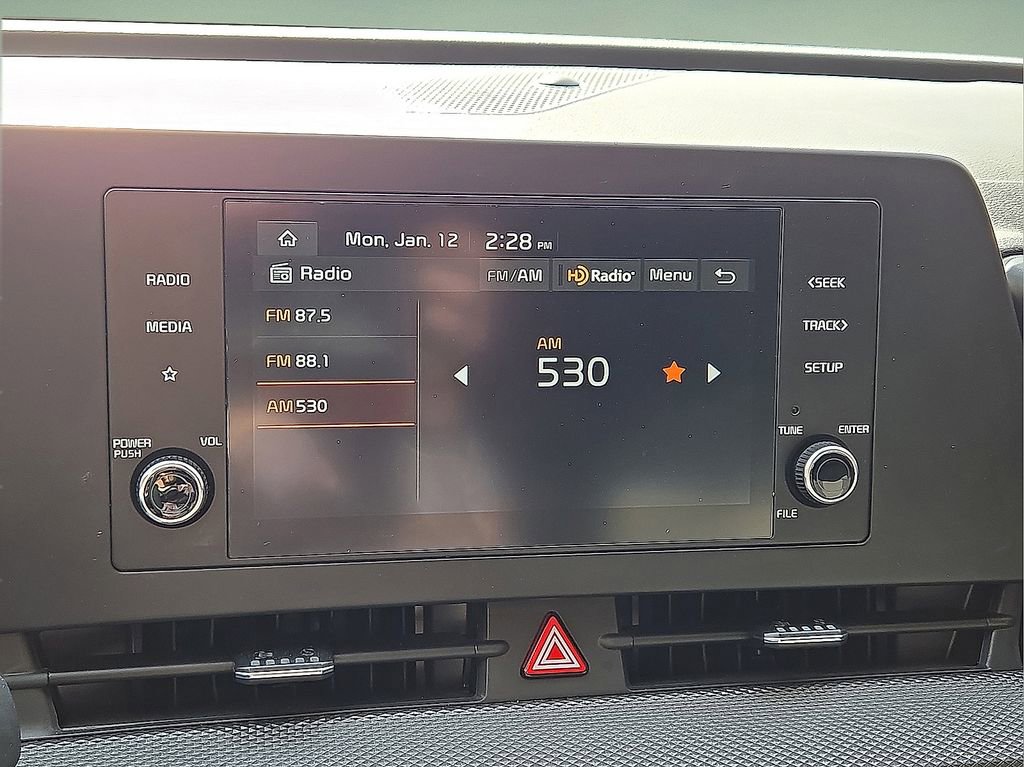 Mon, Jan. 12 2:28 PM
RADIO
MEDIA
POWER
PUSH
VOL
Radio FM/AM HD Radio Menu
FM 87.5
FM 88.1
AM 530
AM
530
<SEEK
TRACK>
SETUP
TUNE
ENTER
FILE